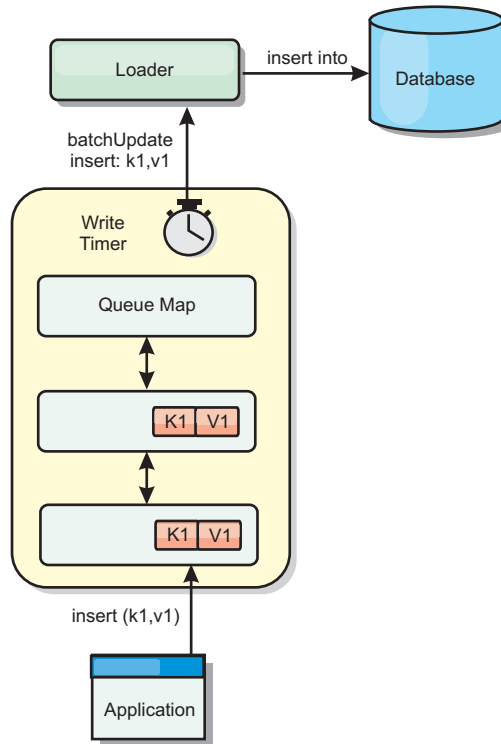 Loader
insert into
Database
batchUpdate
insert: k1,v1
Write
Timer
Queue Map
K1 V1
K1 V1
insert (k1,v1)
Application